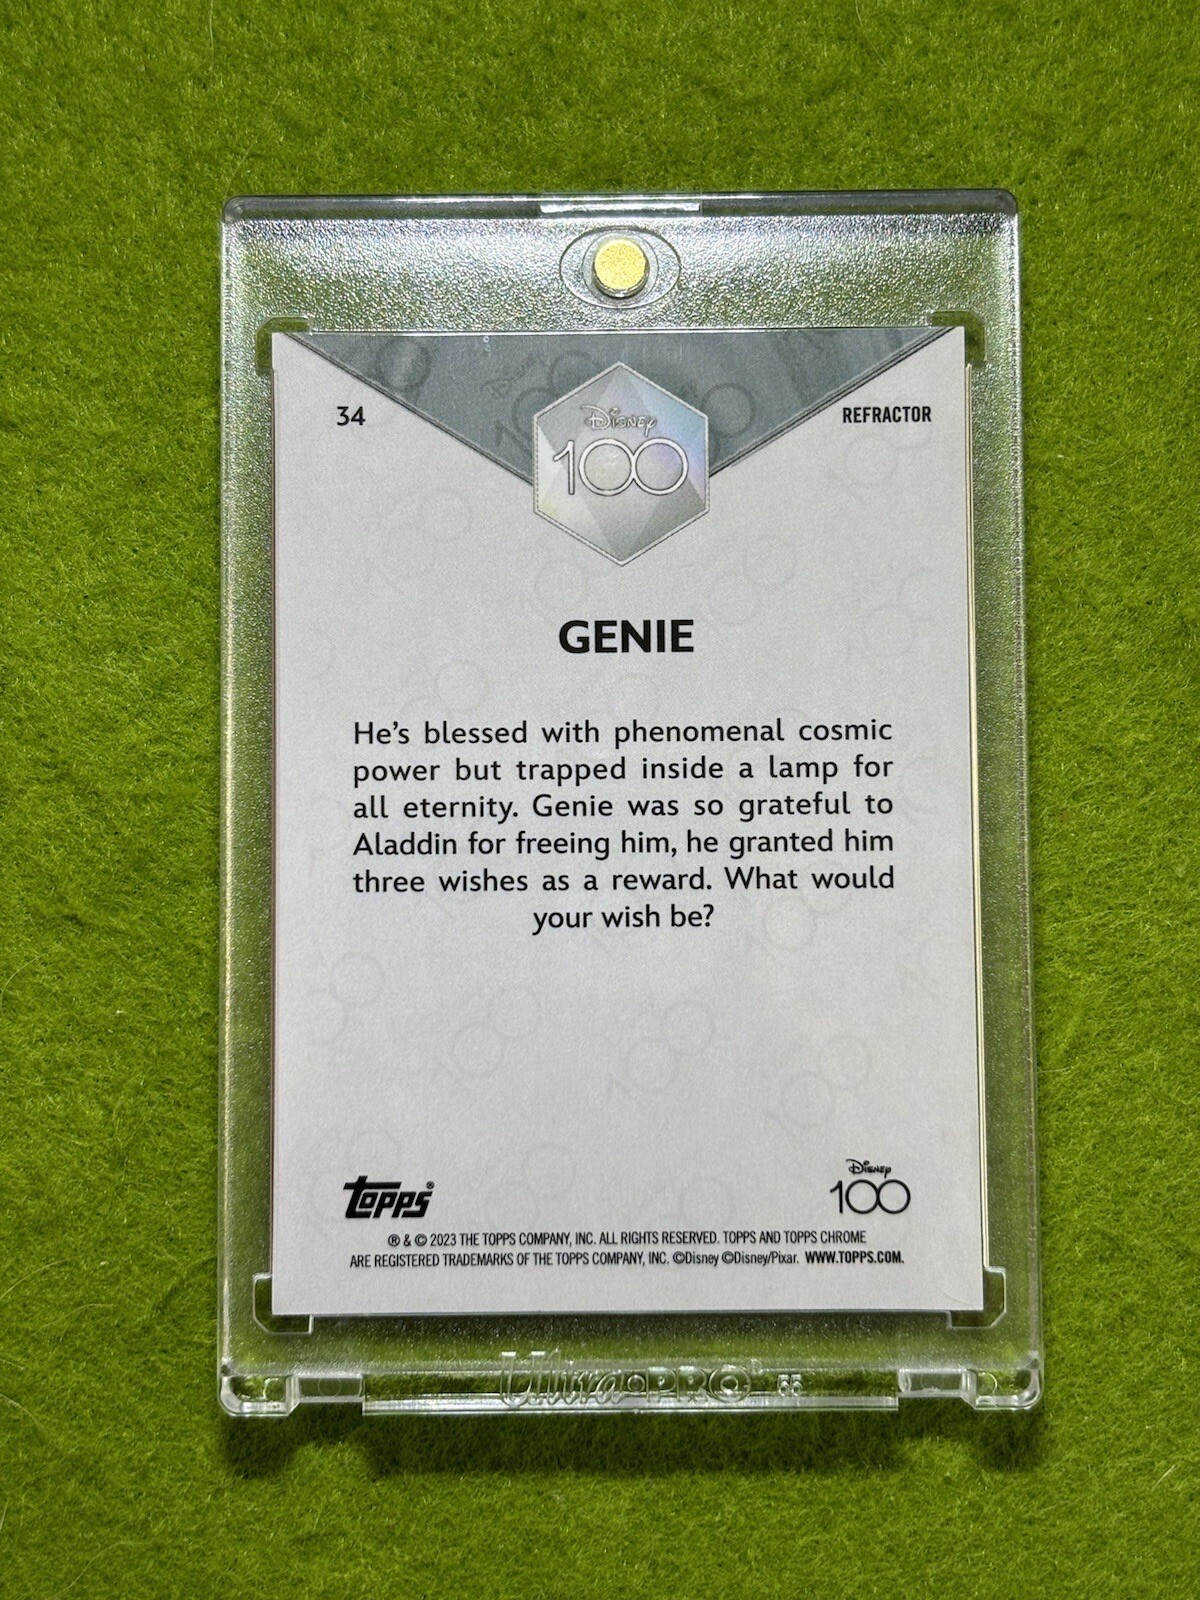 34
REFRACTOR
Disney
100
GENIE
He's blessed with phenomenal cosmic
power but trapped inside a lamp for
all eternity. Genie was so grateful to
Aladdin for freeing him, he granted him
three wishes as a reward. What would
your wish be?
topps®
Disney
100
® & © 2023 THE TOPPS COMPANY, INC. ALL RIGHTS RESERVED. TOPPS AND TOPPS CHROME
ARE REGISTERED TRADEMARKS OF THE TOPPS COMPANY, INC. ©Disney ©Disney/Pixar. WWW.TOPPS.COM.
Ultra•PRO®